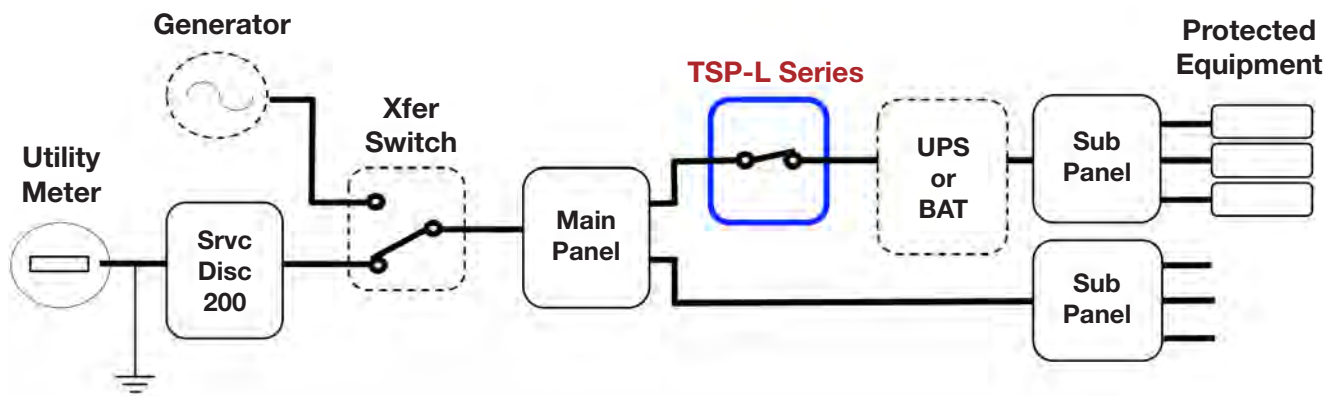 Generator
Protected
Equipment
TSP-L Series
Xfer
Switch
Utility
Meter
UPS
or
BAT
Sub
Panel
Main
Panel
Srvc
Disc
200
Sub
Panel